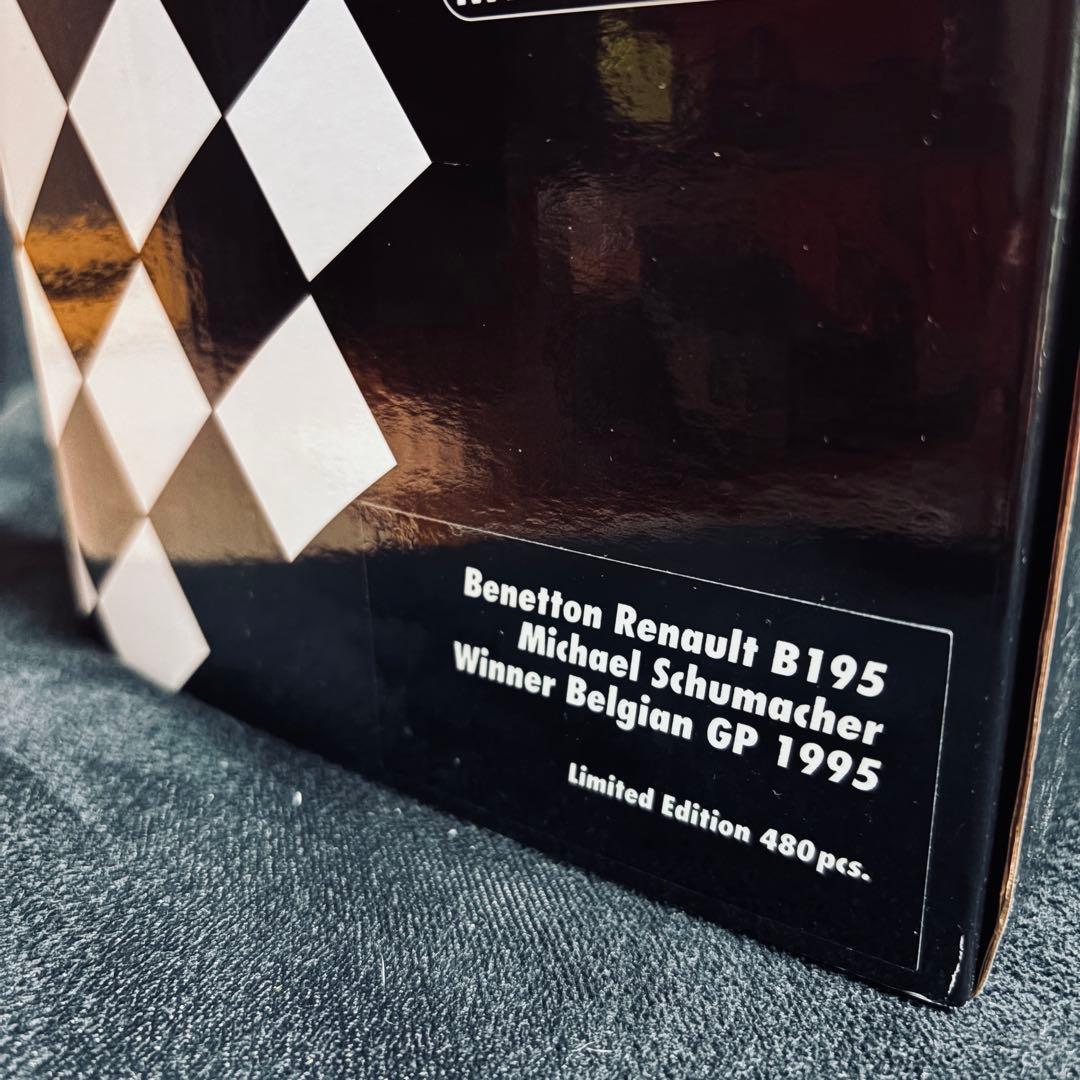 Benetton Renault B195
Michael Schumacher
Winner Belgian GP 1995
Limited Edition 480pcs.